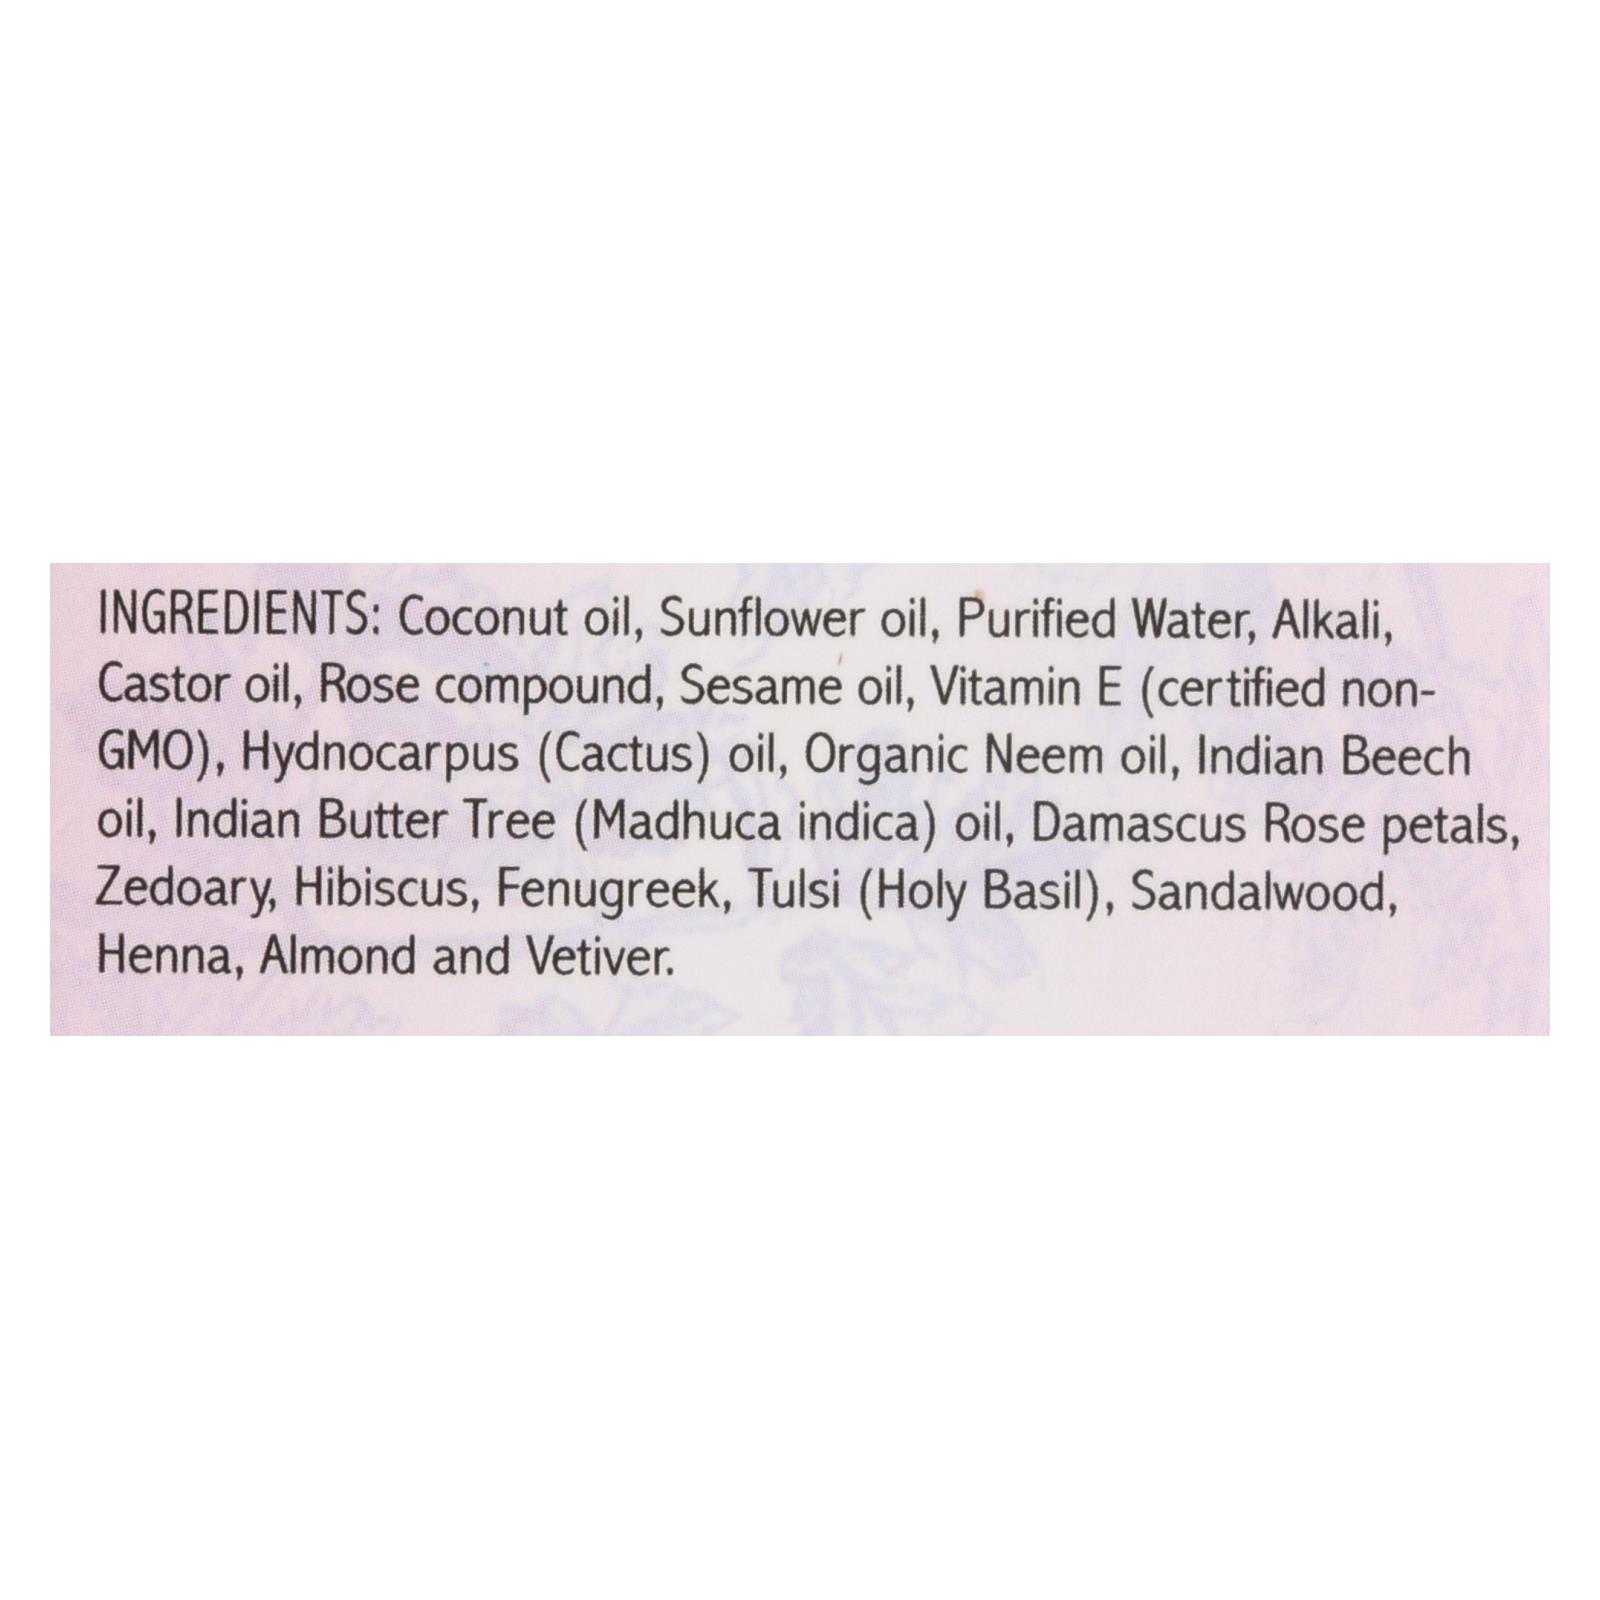 INGREDIENTS: Coconut oil, Sunflower oil, Purified Water, Alkali,
Castor oil, Rose compound, Sesame oil, Vitamin E (certified non-
GMO), Hydnocarpus (Cactus) oil, Organic Neem oil, Indian Beech
oil, Indian Butter Tree (Madhuca indica) oil, Damascus Rose petals,
Zedoary, Hibiscus, Fenugreek, Tulsi (Holy Basil), Sandalwood,
Henna, Almond and Vetiver.